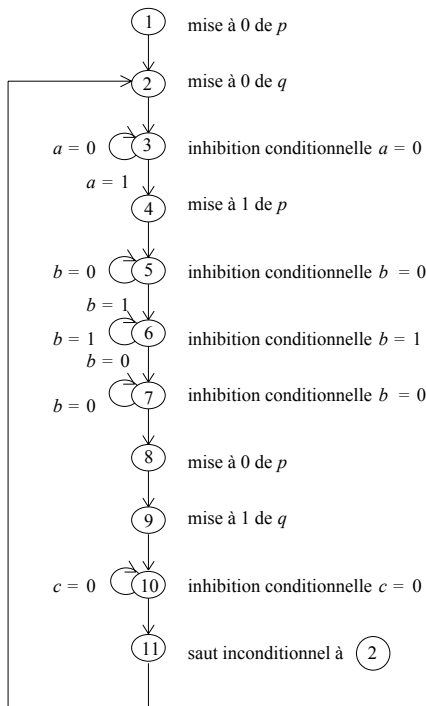 1 mise à 0 de p
2 mise à 0 de q
a = 0 3 inhibition conditionnelle a = 0
a = 1
4 mise à 1 de p
b = 0 5 inhibition conditionnelle b = 0
b = 1
b = 1 6 inhibition conditionnelle b = 1
b = 0
b = 0 7 inhibition conditionnelle b = 0
8 mise à 0 de p
9 mise à 1 de q
c = 0 10 inhibition conditionnelle c = 0
11 saut inconditionnel à 2